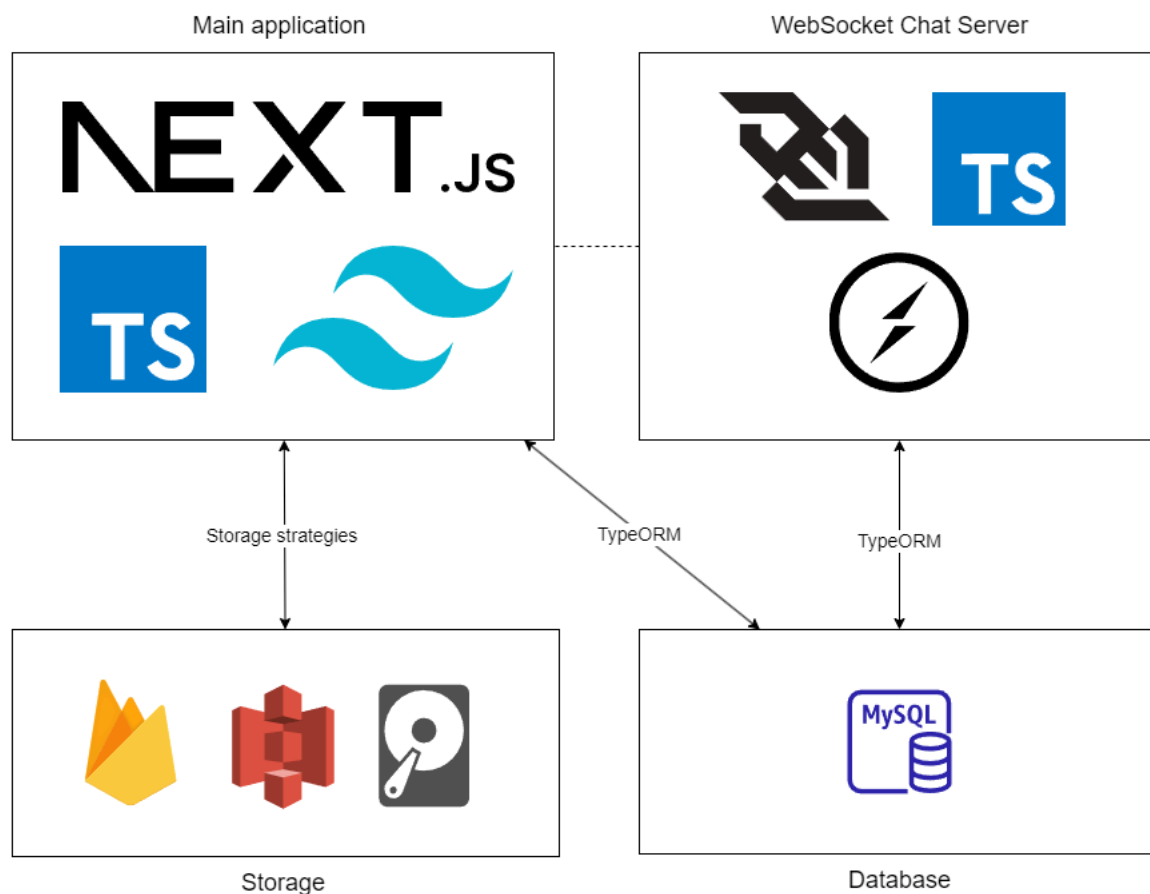 Main application
WebSocket Chat Server
NEXT.JS
TS
TS
Storage strategies
TypeORM
TypeORM
MySQL
Storage
Database